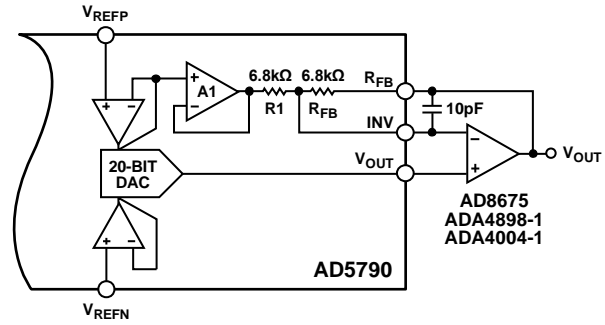 VREFP
6.8kΩ 6.8kΩ
A1
R1 RFB
RFB
10pF
INV
20-BIT
DAC
VOUT
VOUT
AD8675
ADA4898-1
ADA4004-1
AD5790
VREFN